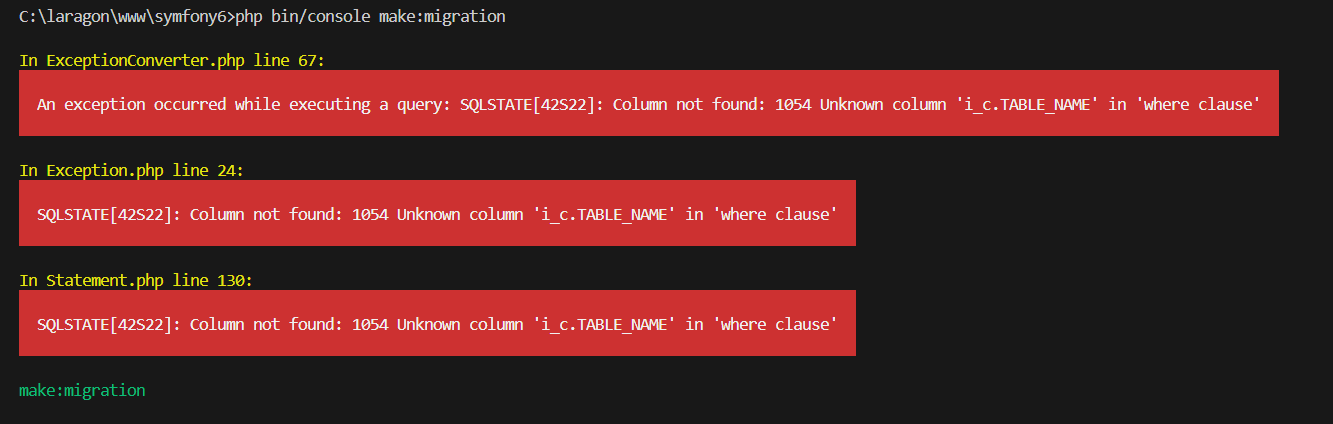 C:\laragon\www\symfony6>php bin/console make:migration
In ExceptionConverter.php line 67:
An exception occurred while executing a query: SQLSTATE[42S22]: Column not found: 1054 Unknown column 'i_c.TABLE_NAME' in 'where clause'
In Exception.php line 24:
SQLSTATE[42S22]: Column not found: 1054 Unknown column 'i_c.TABLE_NAME' in 'where clause'
In Statement.php line 130:
SQLSTATE[42S22]: Column not found: 1054 Unknown column 'i_c.TABLE_NAME' in 'where clause'
make:migration